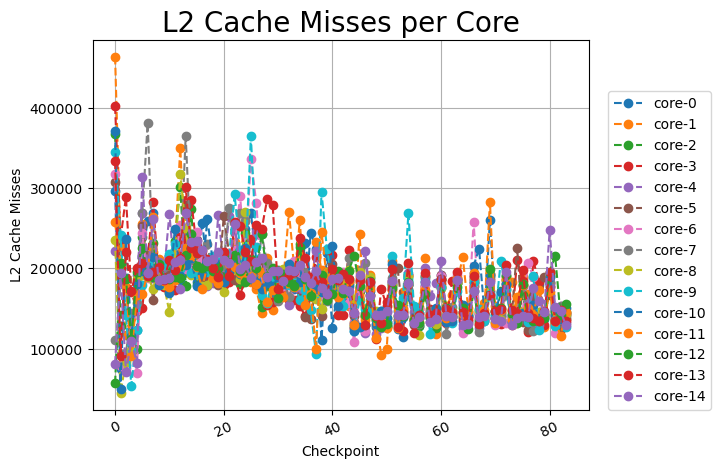 L2 Cache Misses per Core
L2 Cache Misses
400000
300000
200000
100000
0
20
40
60
80
Checkpoint
core-0
core-1
core-2
core-3
core-4
core-5
core-6
core-7
core-8
core-9
core-10
core-11
core-12
core-13
core-14